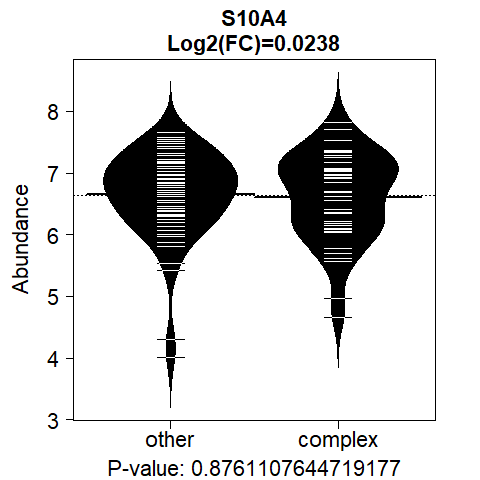 S10A4
Log2(FC)=0.0238
Abundance
8
7
6
5
4
3
other complex
P-value: 0.8761107644719177